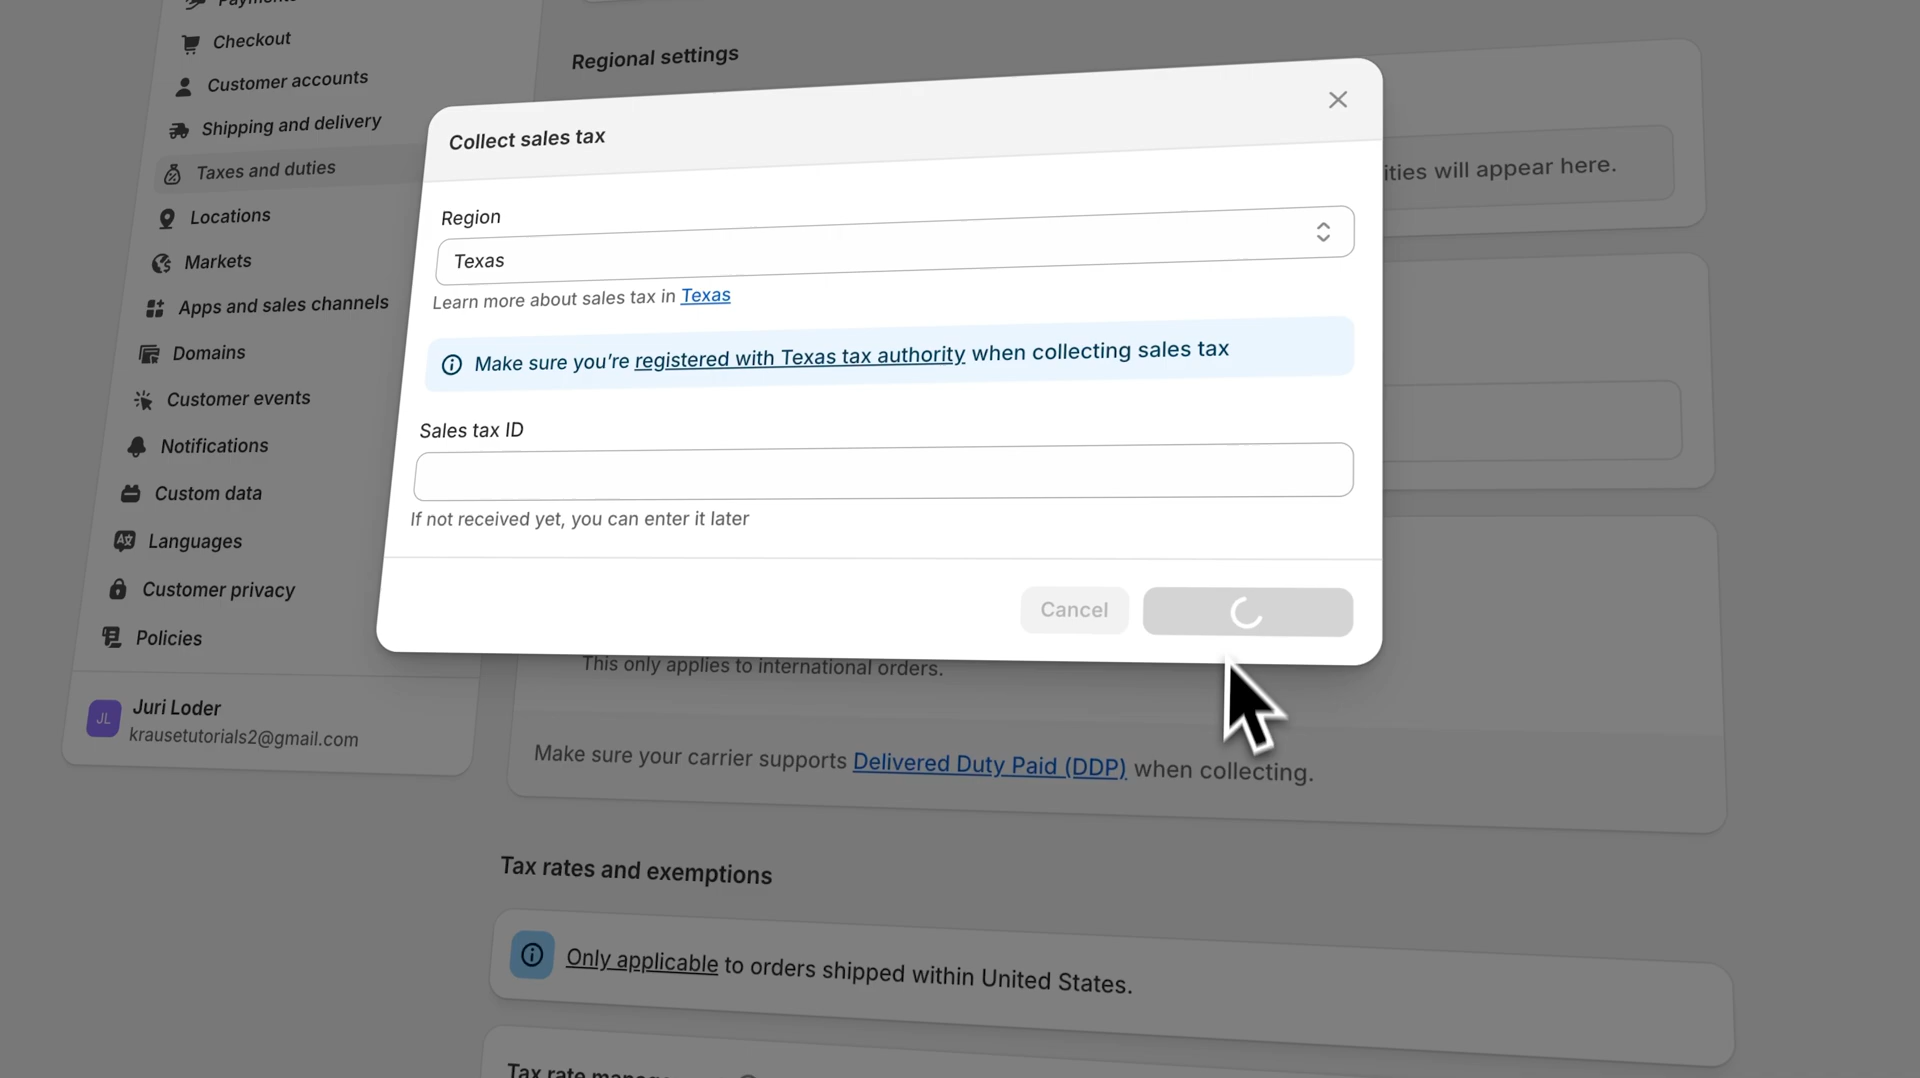 Checkout
Customer accounts
Shipping and delivery
Taxes and duties
Locations
Markets
Apps and sales channels
Domains
Customer events
Notifications
Custom data
Languages
Customer privacy
Policies
JL
Juri Loder
krausetutorials2@gmail.com
Regional settings
ities will appear here.
Collect sales tax
Region
Texas
Learn more about sales tax in Texas
Make sure you’re registered with Texas tax authority when collecting sales tax
Sales tax ID
If not received yet, you can enter it later
Cancel
This only applies to international orders.
Make sure your carrier supports Delivered Duty Paid (DDP) when collecting.
Tax rates and exemptions
Only applicable to orders shipped within United States.
Tax rate